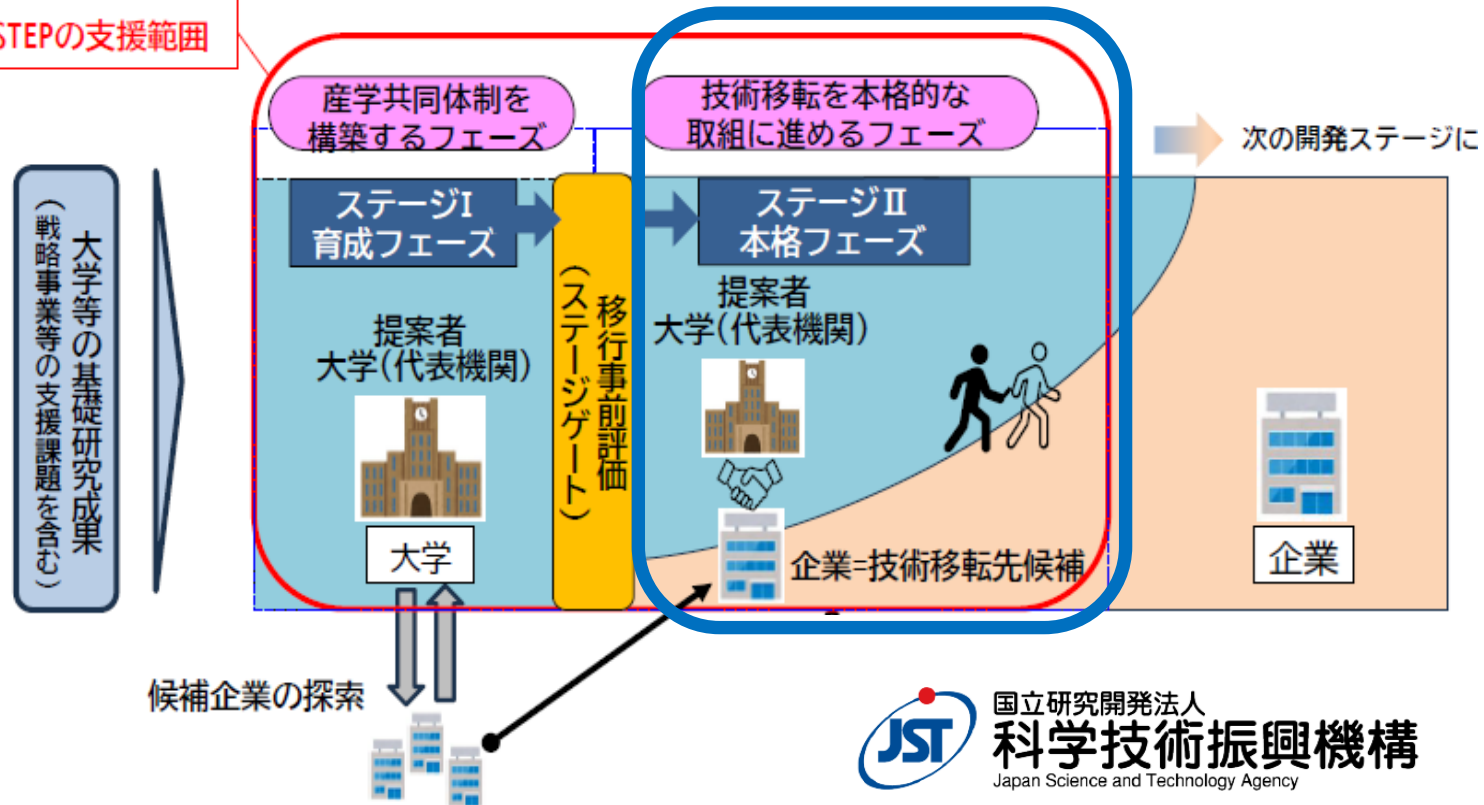 STEPの支援範囲
産学共同体制を
構築するフェーズ
技術移転を本格的な
取組に進めるフェーズ
次の開発ステージに
大学等の基礎研究成果
（戦略事業等の支援課題を含む）
ステージI
育成フェーズ
移行事前評価
（ステージゲート）
ステージⅡ
本格フェーズ
提案者
大学(代表機関)
大学
提案者
大学(代表機関)
企業=技術移転先候補
企業
候補企業の探索
JST
国立研究開発法人
科学技術振興機構
Japan Science and Technology Agency